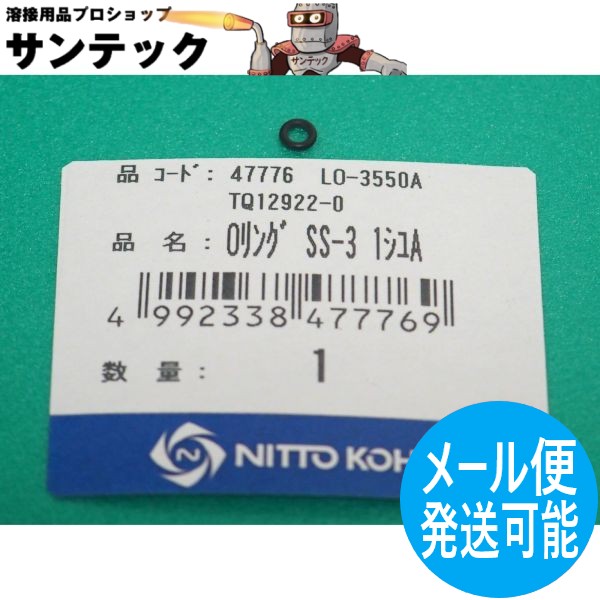 溶接用品プロショップ
サンテック
サンテック
品 コード: 47776 LO-3550A
TQ12922-0
品 名: Oリング SS-3 1シュA
4 992338 477769
数 量: 1
NITTO KOH
メール便
発送可能